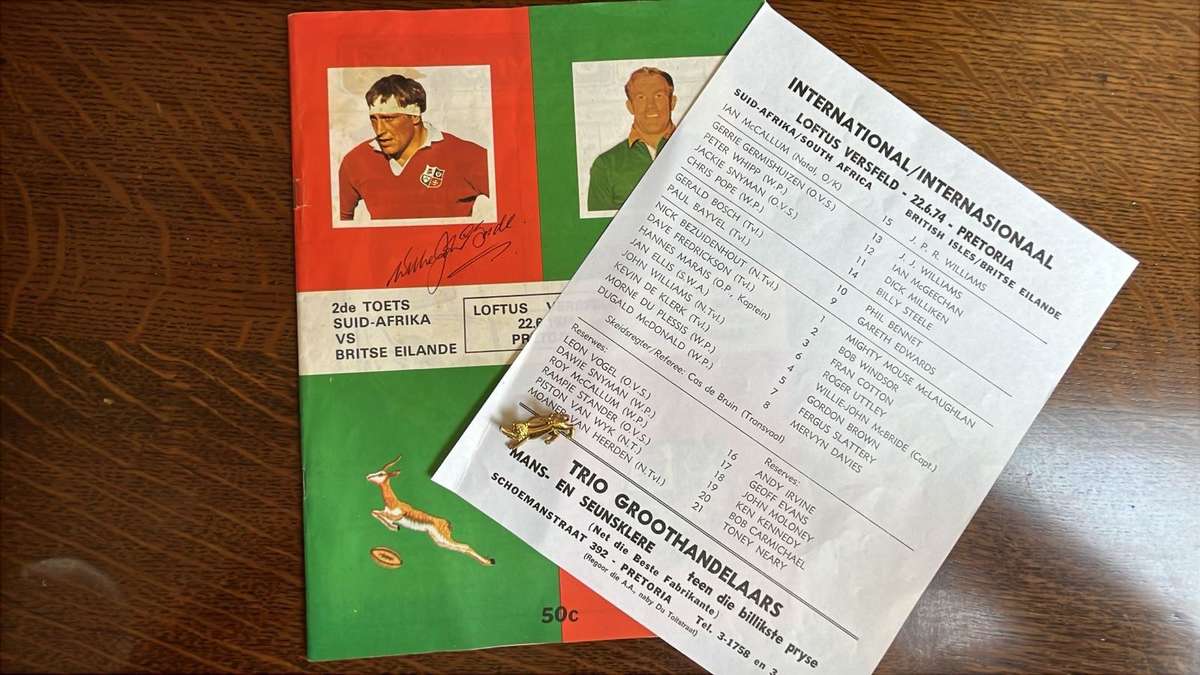 2de TOETS
SUID-AFRIKA
VS
BRITSE EILANDE
LOFTUS
50c
INTERNATIONAL/INTERNASIONAAL
LOFTUS VERSFELD - 22.6.74 - PRETORIA
SUID-AFRIKA/SOUTH AFRICA BRITISH ISLES/BRITSE EILANDE
IAN McCALLUM (Natal, O/K) 15 J. P. R. WILLIAMS
GERRIE GERMISHUIZEN (O.V.S.) 13 J. J. WILLIAMS
PETER WHIPP (W.P.) 12 IAN McGEECHAN
JACKIE SNYMAN (O.V.S.) 11 DICK MILLIKEN
CHRIS POPE (W.P.) 14 BILLY STEELE
GERALD BOSCH (Tvl.) 10 PHIL BENNET
PAUL BAYVEL (Tvl.) 9 GARETH EDWARDS
NICK BEZUIDENHOUT (N.Tvl.) 1 MIGHTY MOUSE McLAUGHLAN
DAVE FREDRICKSON (Tvl.) 2 BOB WINDSOR
HANNES MARAIS (O.P., Kaptein) 3 FRAN COTTON
JAN ELLIS (S.W.A.) 6 ROGER UTTLEY
JOHN WILLIAMS (N.Tvl.) 4 WILLIEJOHN McBRIDE (Capt.)
KEVIN DE KLERK (Tvl.) 5 GORDON BROWN
MORNE DU PLESSIS (W.P.) 7 FERGUS SLATTERY
DUGALD McDONALD (W.P.) 8 MERVYN DAVIES
Skeidsregter/Referee: Cas de Bruin (Transvaal)
Reserwes: Reserves:
LEON VOGEL (O.V.S.) 16 ANDY IRVINE
DAWIE SNYMAN (W.P.) 17 GEOFF EVANS
ROY McCALLUM (W.P.) 18 JOHN MOLONEY
RAMPIE STANDER (O.V.S.) 19 KEN KENNEDY
PISTON VAN WYK (N.T.) 20 BOB CARMICHAEL
MOANER VAN HEERDEN (N.Tvl.) 21 TONEY NEARY
TRIO GROOTHANDELAARS
MANS- EN SEUNSKLERE teen die billikste pryse
(Net die Beste Fabrikante)
SCHOEMANSTRAAT 392 - PRETORIA Tel. 3-1758 en 3
(Regoor die A.A., naby Du Toitstraat)